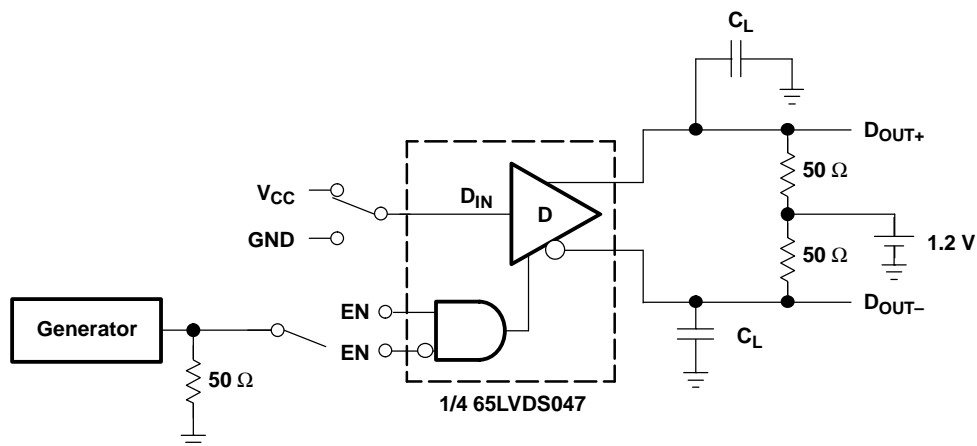 C_L
D_OUT+
50 Ω
V_CC
D_IN
D
GND
1.2 V
50 Ω
Generator
EN
D_OUT–
EN
C_L
50 Ω
1/4 65LVDS047